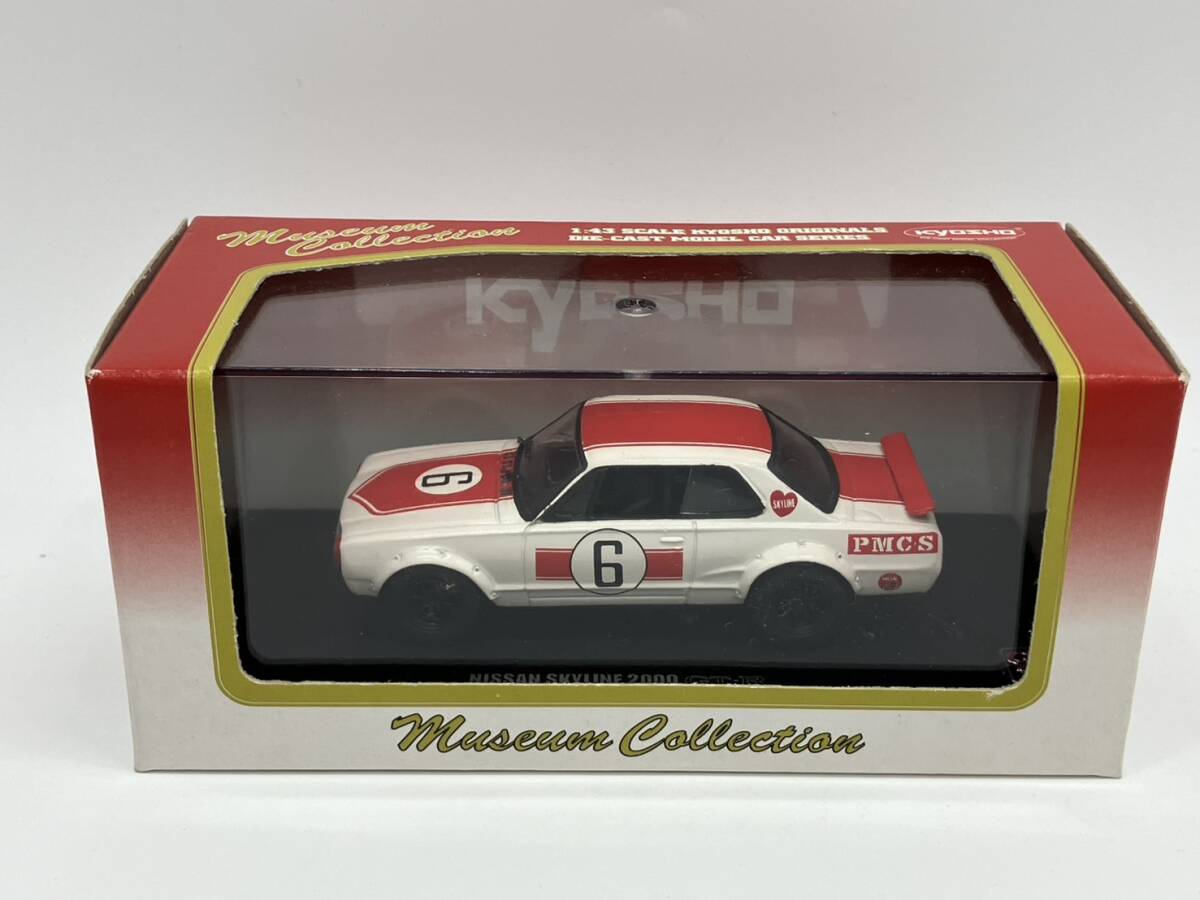 Museum
Collection
1:43 SCALE KYOSHO ORIGINALS
DIE-CAST MODEL CAR SERIES
KYOSHO
KYOSHO
6
SKYLINE
6
PMC·S
NISSAN SKYLINE 2000 GT-R
Museum Collection